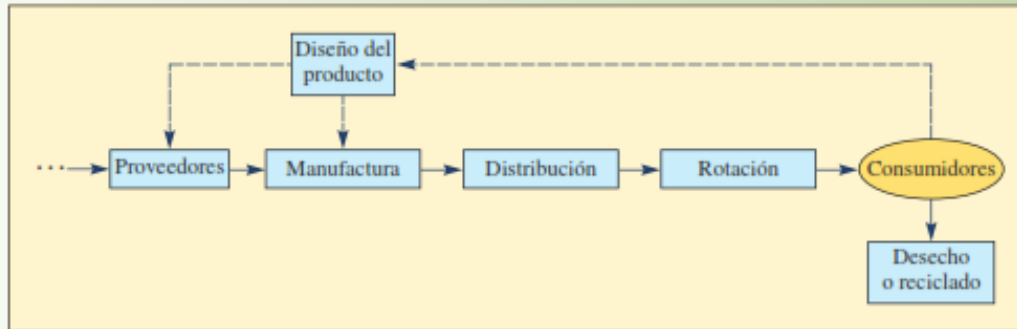 Diseño del
producto
...
Proveedores
Manufactura
Distribución
Rotación
Consumidores
Desecho
o reciclado